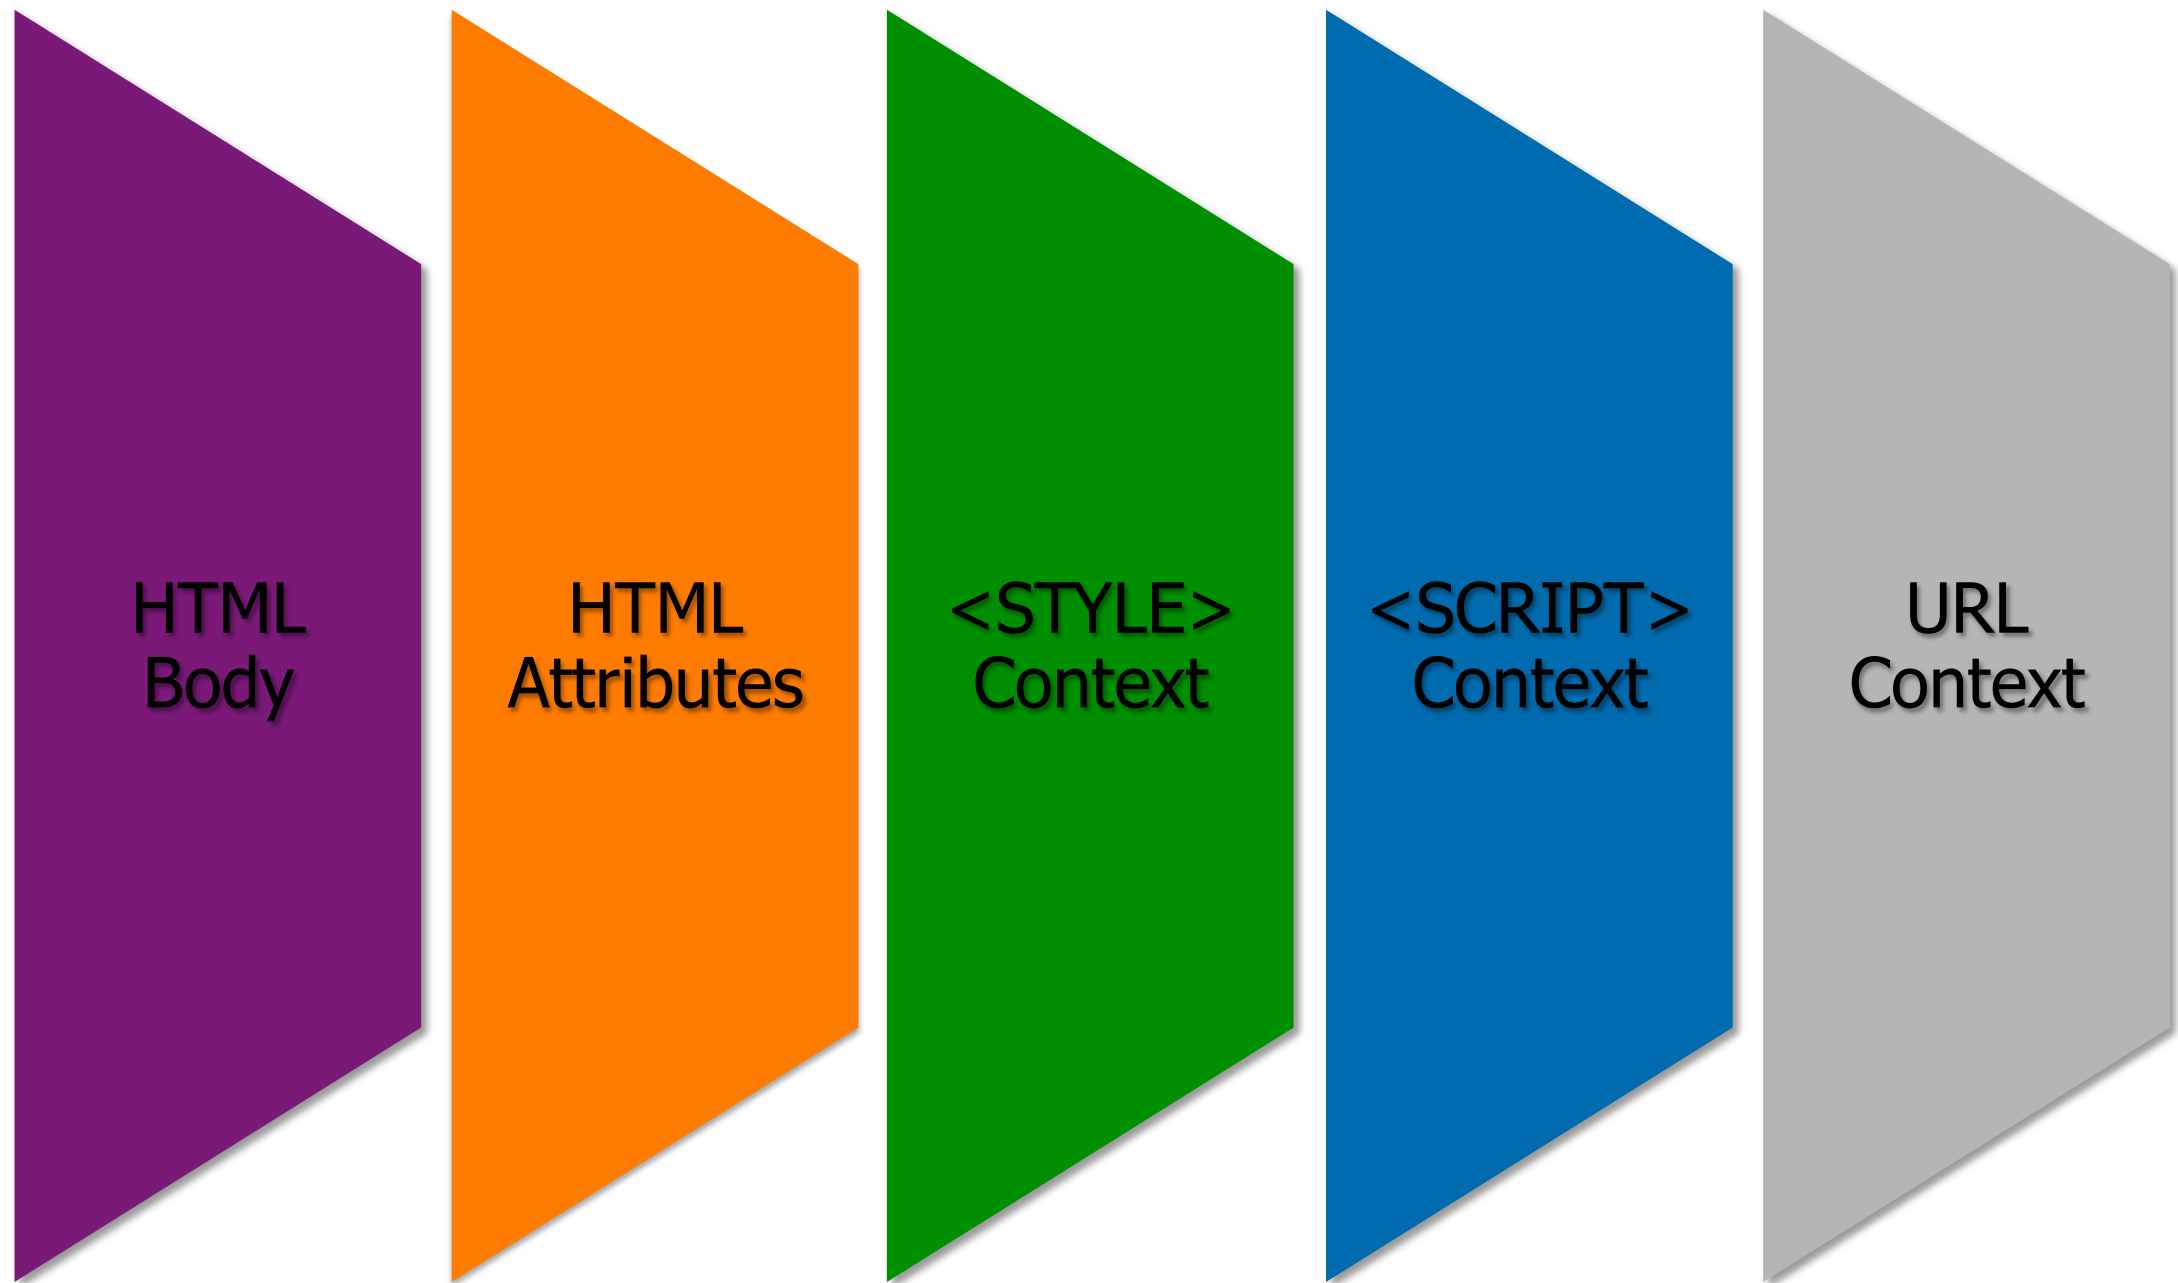 HTML
Body
HTML
Attributes
<STYLE>
Context
<SCRIPT>
Context
URL
Context